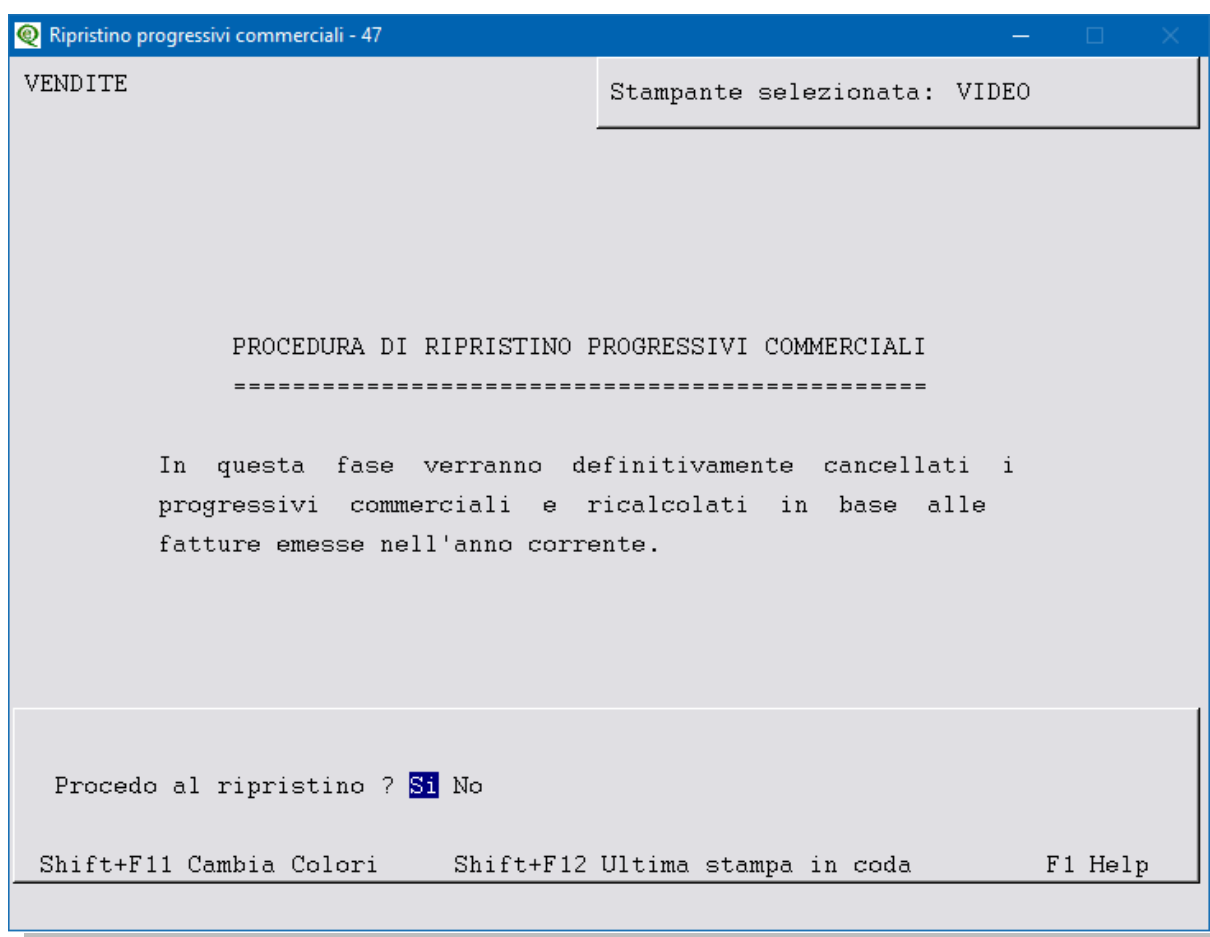 Ripristino progressivi commerciali - 47
VENDITE
Stampante selezionata: VIDEO
PROCEDURA DI RIPRISTINO PROGRESSIVI COMMERCIALI
===============================================
In questa fase verranno definitivamente cancellati i
progressivi commerciali e ricalcolati in base alle
fatture emesse nell'anno corrente.
Procedo al ripristino ? Si No
Shift+F11 Cambia Colori Shift+F12 Ultima stampa in coda F1 Help